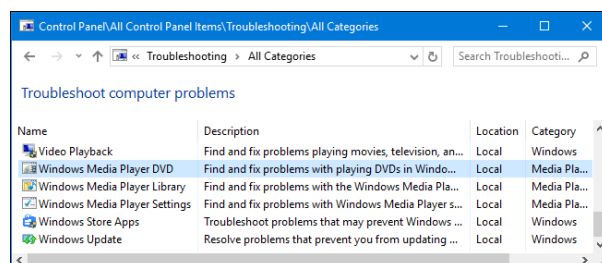 Control Panel\All Control Panel Items\Troubleshooting\All Categories
« Troubleshooting > All Categories Search Troubleshooti...
Troubleshoot computer problems
Name Description Location Category
Video Playback Find and fix problems playing movies, television, an... Local Windows
Windows Media Player DVD Find and fix problems with playing DVDs in Windo... Local Media Pla...
Windows Media Player Library Find and fix problems with the Windows Media Pla... Local Media Pla...
Windows Media Player Settings Find and fix problems with Windows Media Player s... Local Media Pla...
Windows Store Apps Troubleshoot problems that may prevent Windows ... Local Windows
Windows Update Resolve problems that prevent you from updating ... Local Windows